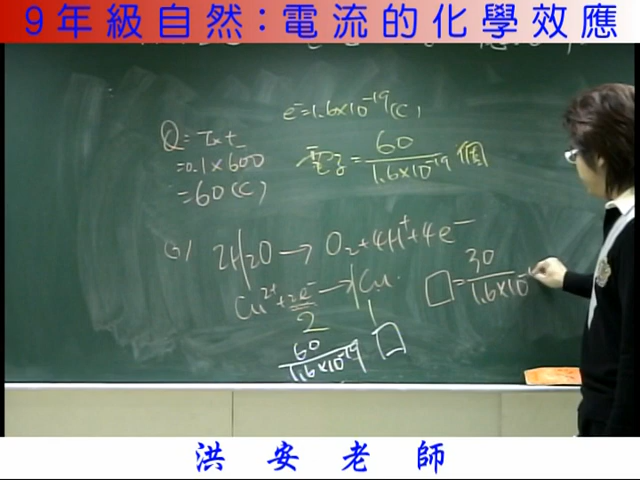 9年級自然:電流的化學效應
e⁻=1.6×10⁻¹⁹(C)
Q=I×t
=0.1×600
=60(C)
電子=60/1.6×10⁻¹⁹個
2H₂O→O₂+4H⁺+4e⁻
Cu²⁺+2e⁻→Cu
2 1
60/1.6×10⁻¹⁹ □
□=30/1.6×10⁻
洪安老師